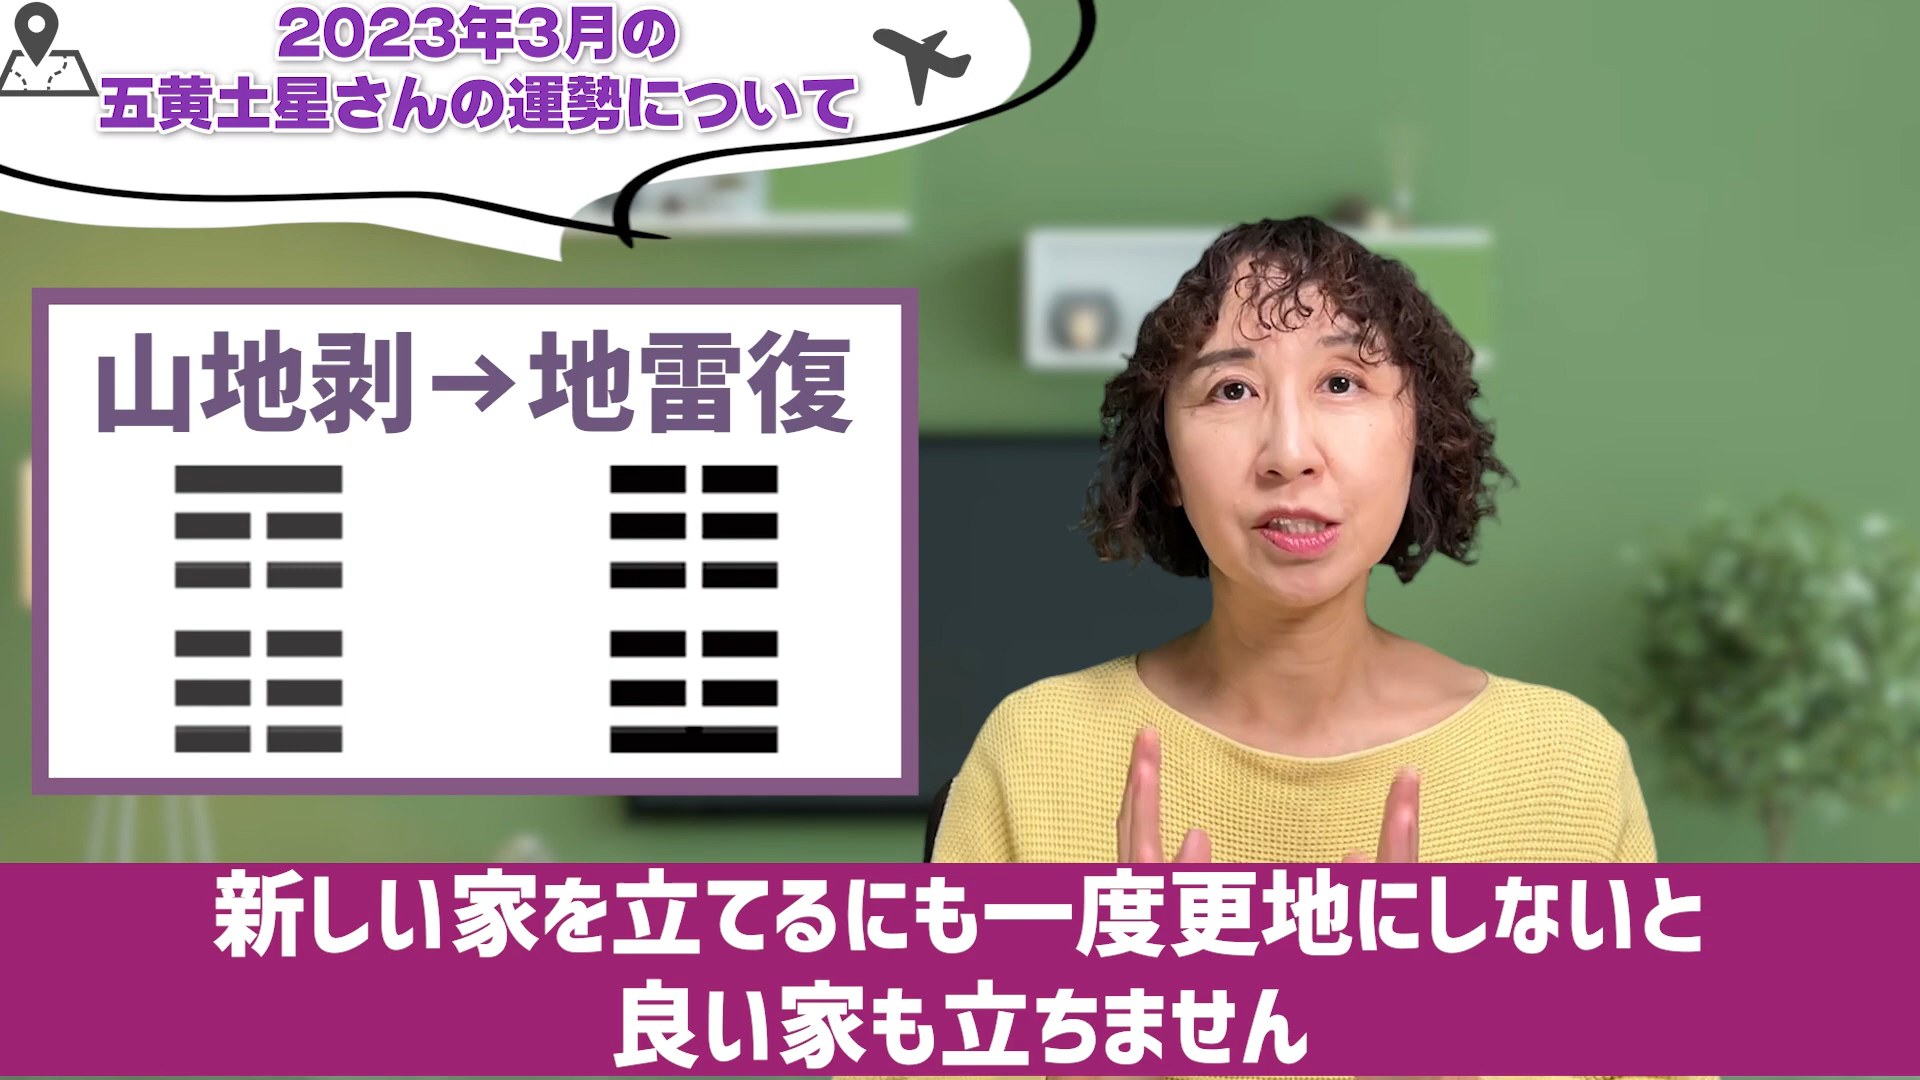 2023年3月の
五黄土星さんの運勢について
山地剥→地雷復
新しい家を立てるにも一度更地にしないと
良い家も立ちません